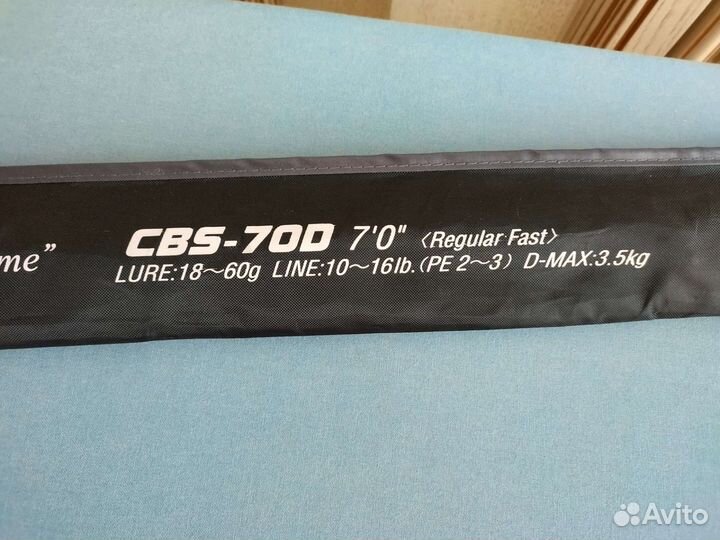 me”
CBS-70D 7'0" 〈Regular Fast〉
LURE:18〜60g LINE:10〜16lb.(PE 2〜3) D-MAX:3.5kg
Avito